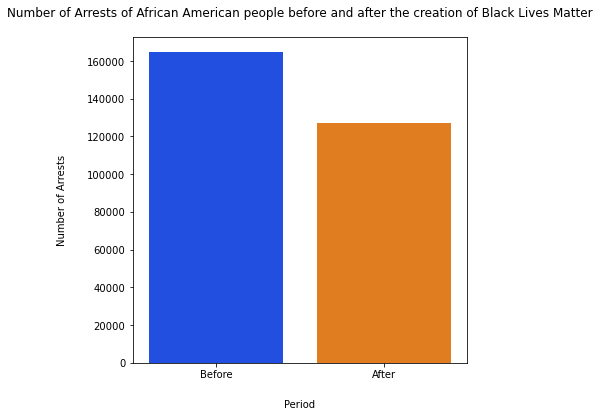 Number of Arrests of African American people before and after the creation of Black Lives Matter
Number of Arrests
160000
140000
120000
100000
80000
60000
40000
20000
0
Before
After
Period